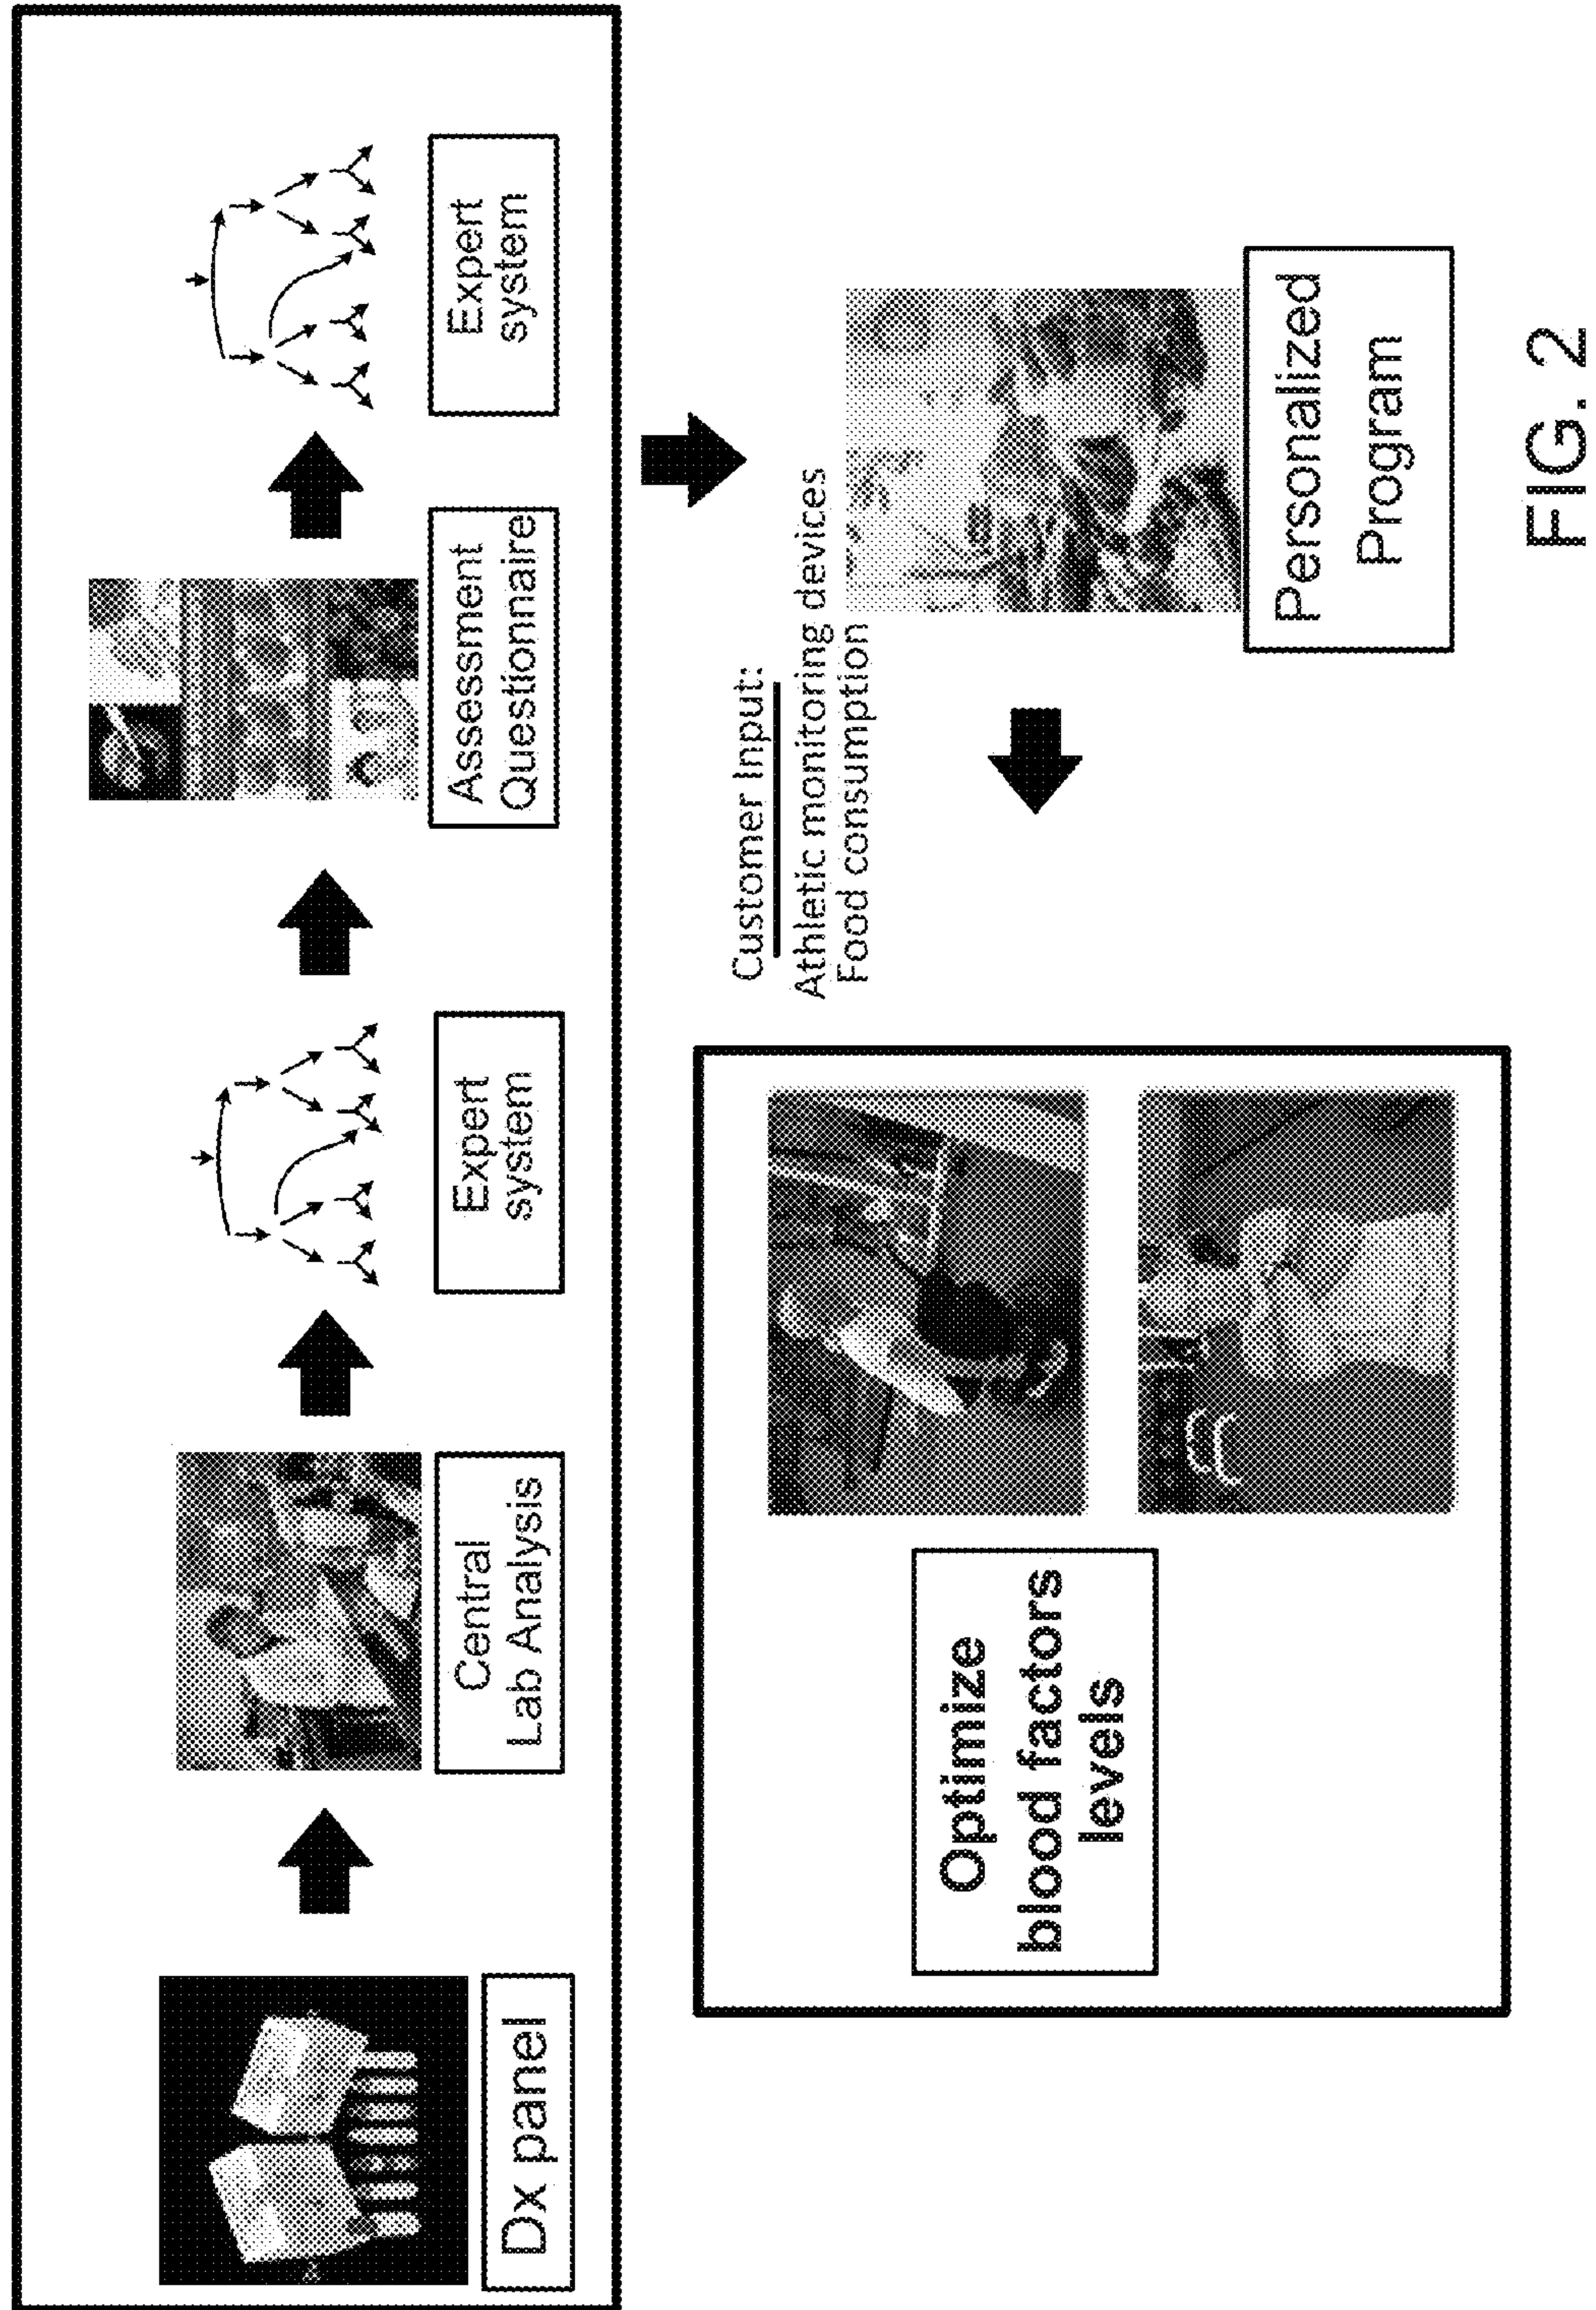 Dx panel
Central
Lab Analysis
Expert
system
Assessment
Questionnaire
Expert
system
Customer Input:
Athletic monitoring devices
Food consumption
Personalized
Program
Optimize
blood factors
levels
FIG. 2